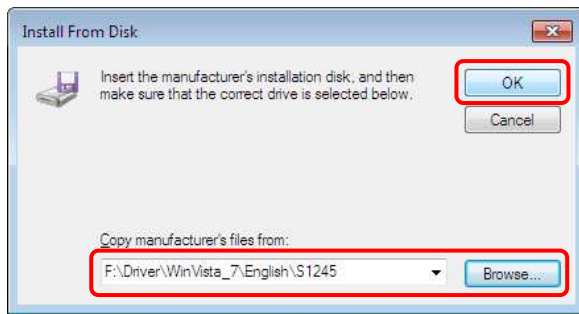 Install From Disk
Insert the manufacturer's installation disk, and then
make sure that the correct drive is selected below.
OK
Cancel
Copy manufacturer's files from:
F:\Driver\WinVista_7\English\S1245
Browse...